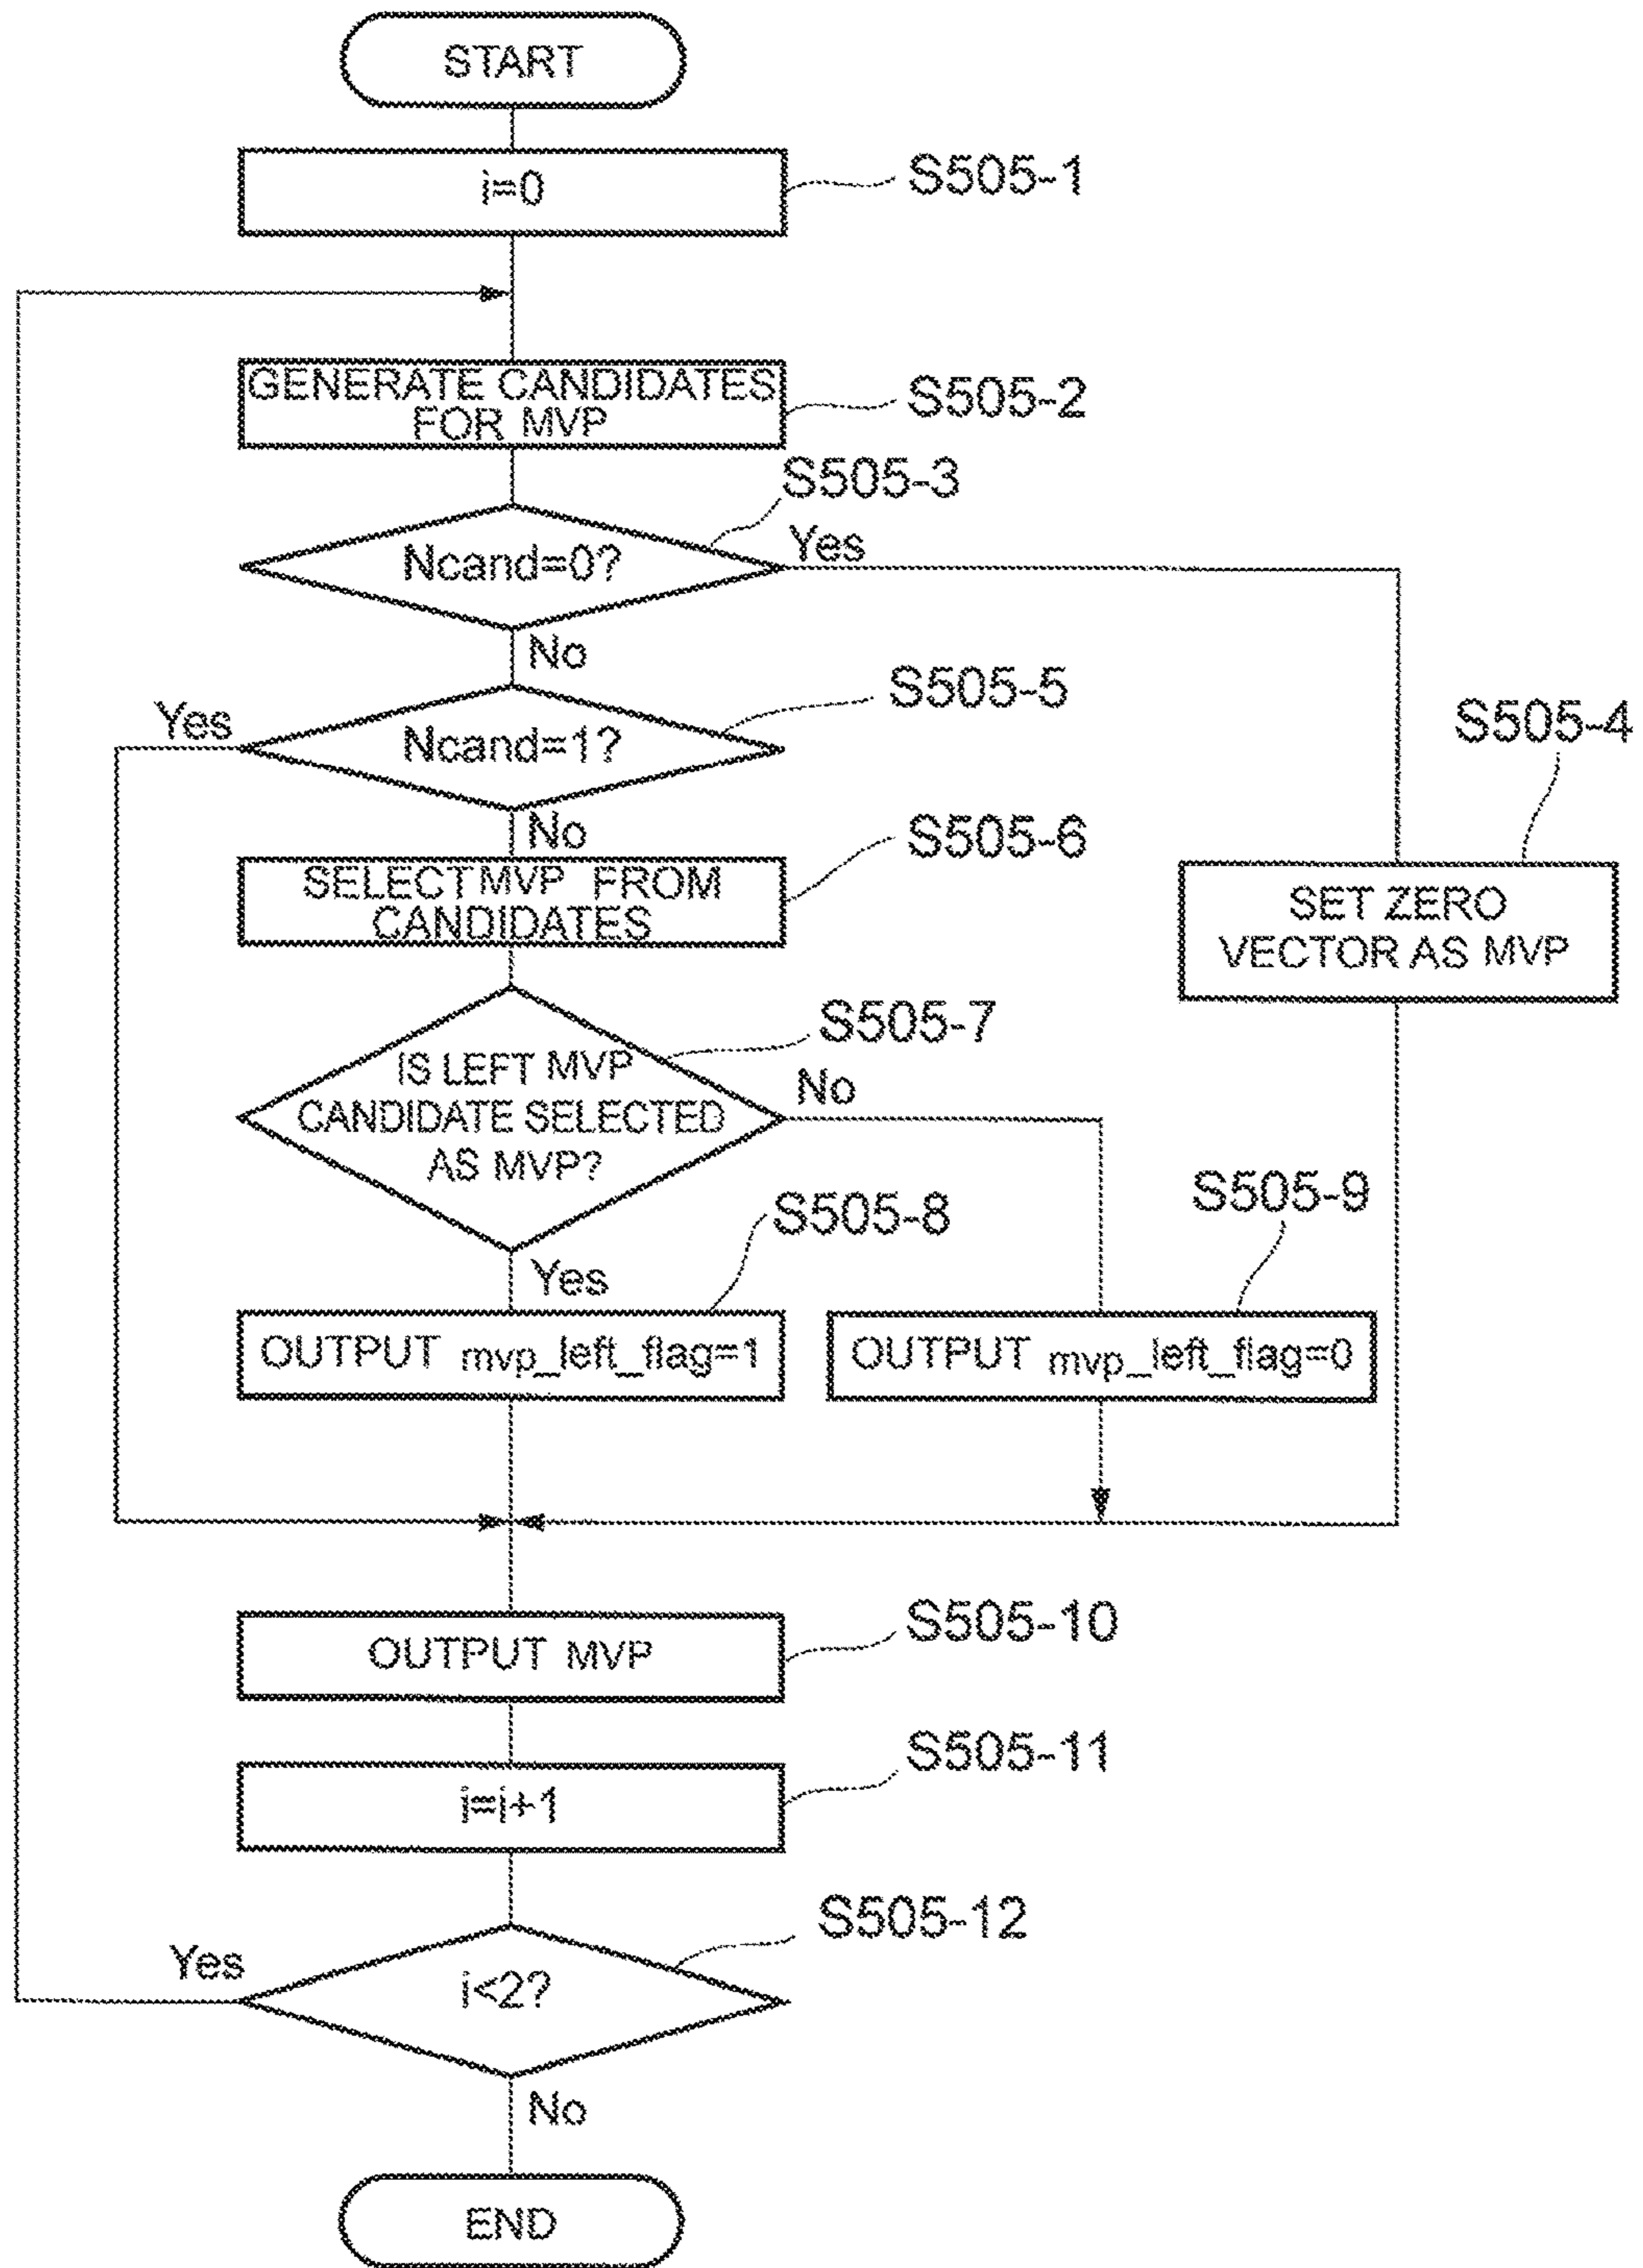 START
i=0
S505-1
GENERATE CANDIDATES
FOR MVP
S505-2
S505-3
Ncand=0?
Yes
No
S505-5
Yes
Ncand=1?
S505-4
No
S505-6
SELECT MVP FROM
CANDIDATES
SET ZERO
VECTOR AS MVP
S505-7
IS LEFT MVP
CANDIDATE SELECTED
AS MVP?
No
S505-9
S505-8
Yes
OUTPUT mvp_left_flag=1
OUTPUT mvp_left_flag=0
S505-10
OUTPUT MVP
S505-11
i=i+1
S505-12
Yes
i<2?
No
END